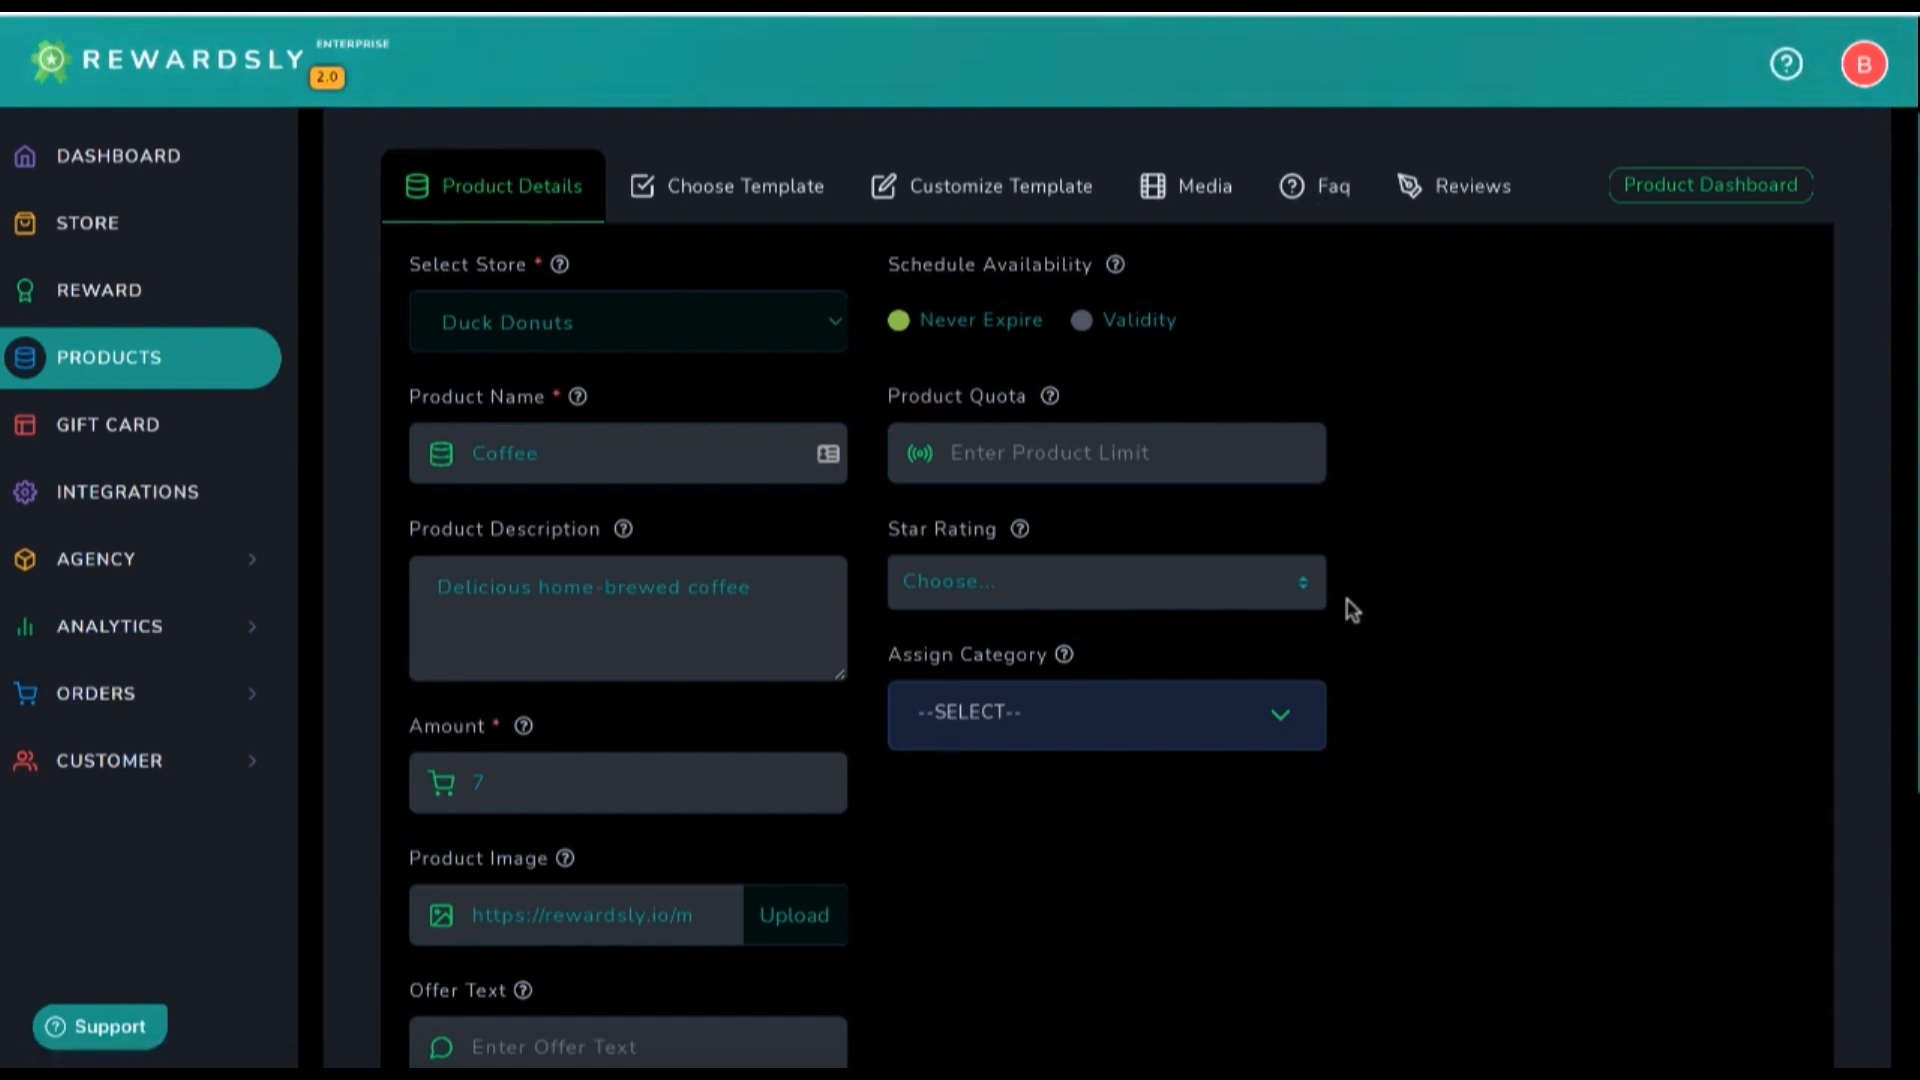 REWARDSLY
ENTERPRISE
2.0
B
DASHBOARD
STORE
REWARD
PRODUCTS
GIFT CARD
INTEGRATIONS
AGENCY
ANALYTICS
ORDERS
CUSTOMER
Support
Product Details
Choose Template
Customize Template
Media
Faq
Reviews
Product Dashboard
Select Store *
Duck Donuts
Product Name *
Coffee
Product Description
Delicious home-brewed coffee
Amount *
7
Product Image
https://rewardsly.io/m
Upload
Offer Text
Enter Offer Text
Schedule Availability
Never Expire
Validity
Product Quota
Enter Product Limit
Star Rating
Choose...
Assign Category
--SELECT--